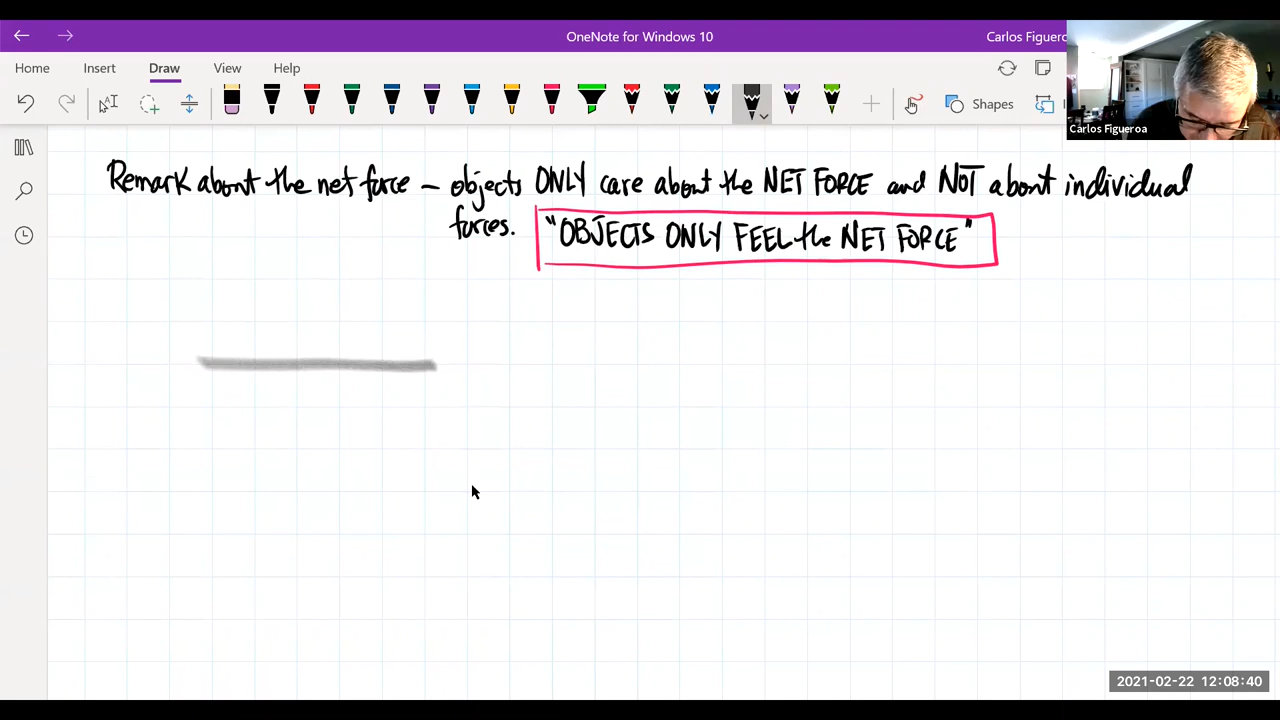 OneNote for Windows 10
Carlos Figuero
Home Insert Draw View Help
Shapes
Carlos Figueroa
Remark about the net force – objects ONLY care about the NET FORCE and NOT about individual
forces. "OBJECTS ONLY FEEL the NET FORCE"
2021-02-22 12:08:40